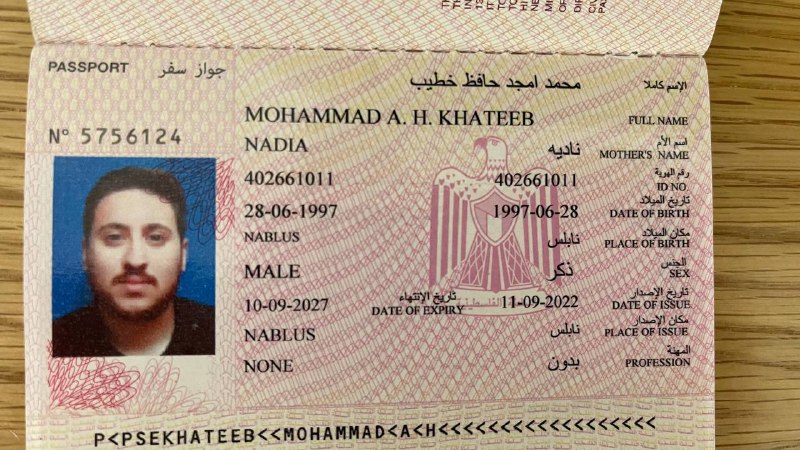 PASSPORT جواز سفر
Nº 5756124
محمد امجد حافظ خطيب الاسم كاملا
MOHAMMAD A. H. KHATEEB FULL NAME
NADIA ناديه اسم الأم
MOTHER'S NAME
402661011 402661011 رقم الهوية
ID NO.
28-06-1997 1997-06-28 تاريخ الميلاد
DATE OF BIRTH
NABLUS نابلس مكان الميلاد
PLACE OF BIRTH
MALE ذكر الجنس
SEX
10-09-2027 تاريخ الإنتهاء 11-09-2022 تاريخ الإصدار
DATE OF EXPIRY DATE OF ISSUE
NABLUS نابلس مكان الإصدار
PLACE OF ISSUE
NONE بدون المهنة
PROFESSION
P<PSEKHATEEB<<MOHAMMAD<A<H<<<<<<<<<<<<<<<<<<